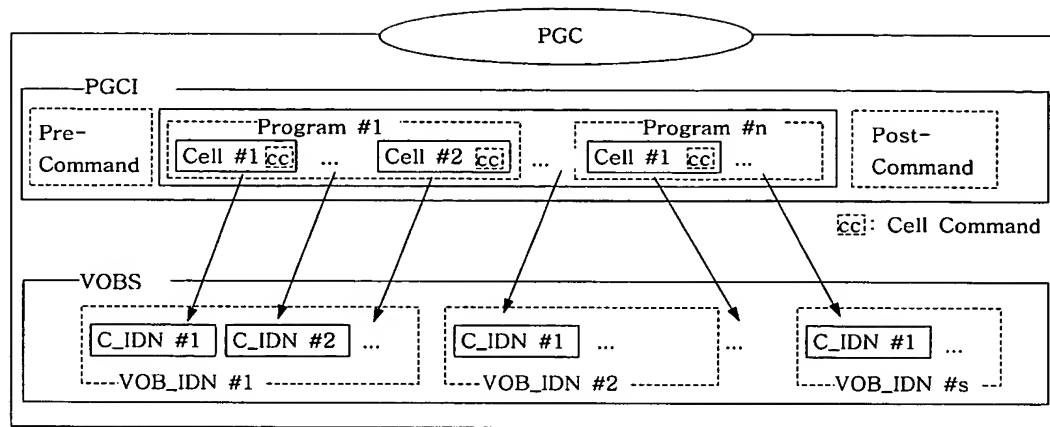 PGC
PGCI
Pre-
Command
Program #1
Cell #1 cc ... Cell #2 cc ...
Program #n
Cell #1 cc ...
Post-
Command
cc: Cell Command
VOBS
C_IDN #1 C_IDN #2 ...
VOB_IDN #1
C_IDN #1 ...
VOB_IDN #2
...
C_IDN #1 ...
VOB_IDN #s